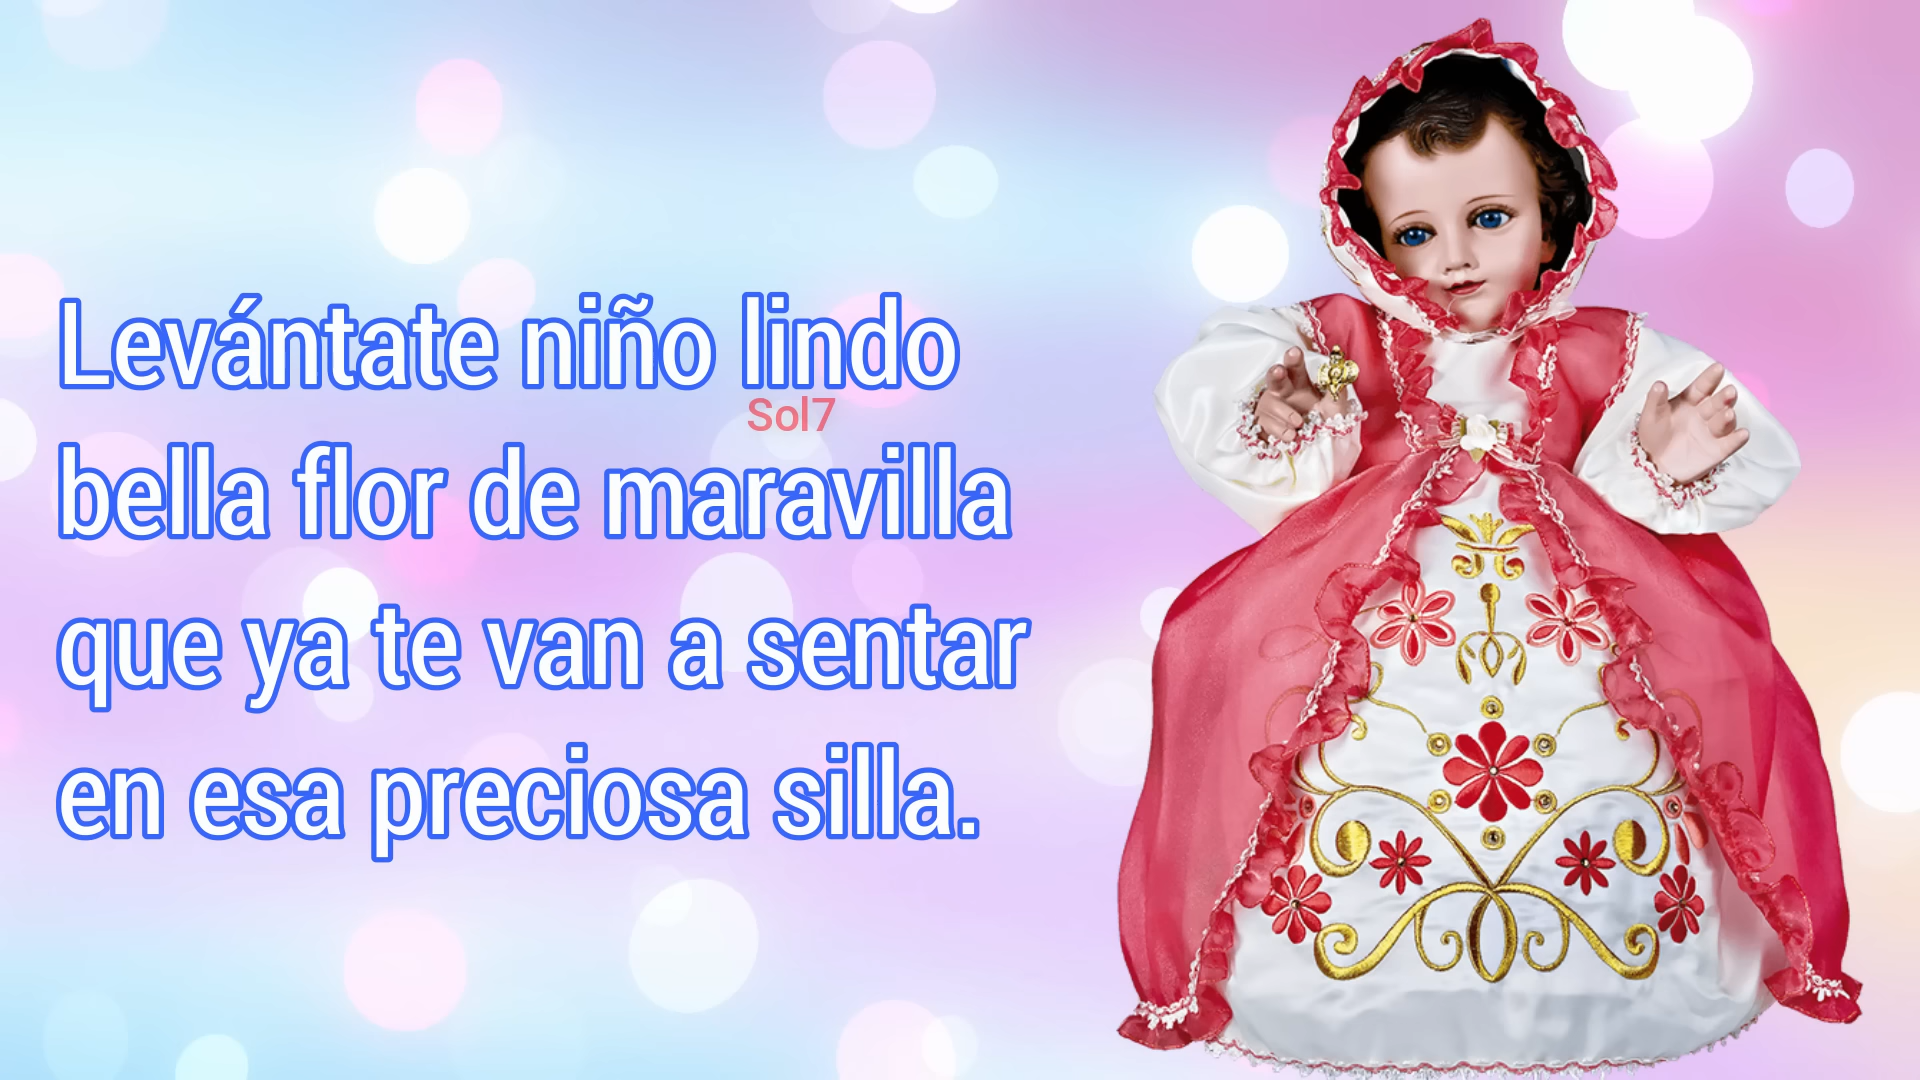 Levántate niño lindo
Sol7
bella flor de maravilla
que ya te van a sentar
en esa preciosa silla.